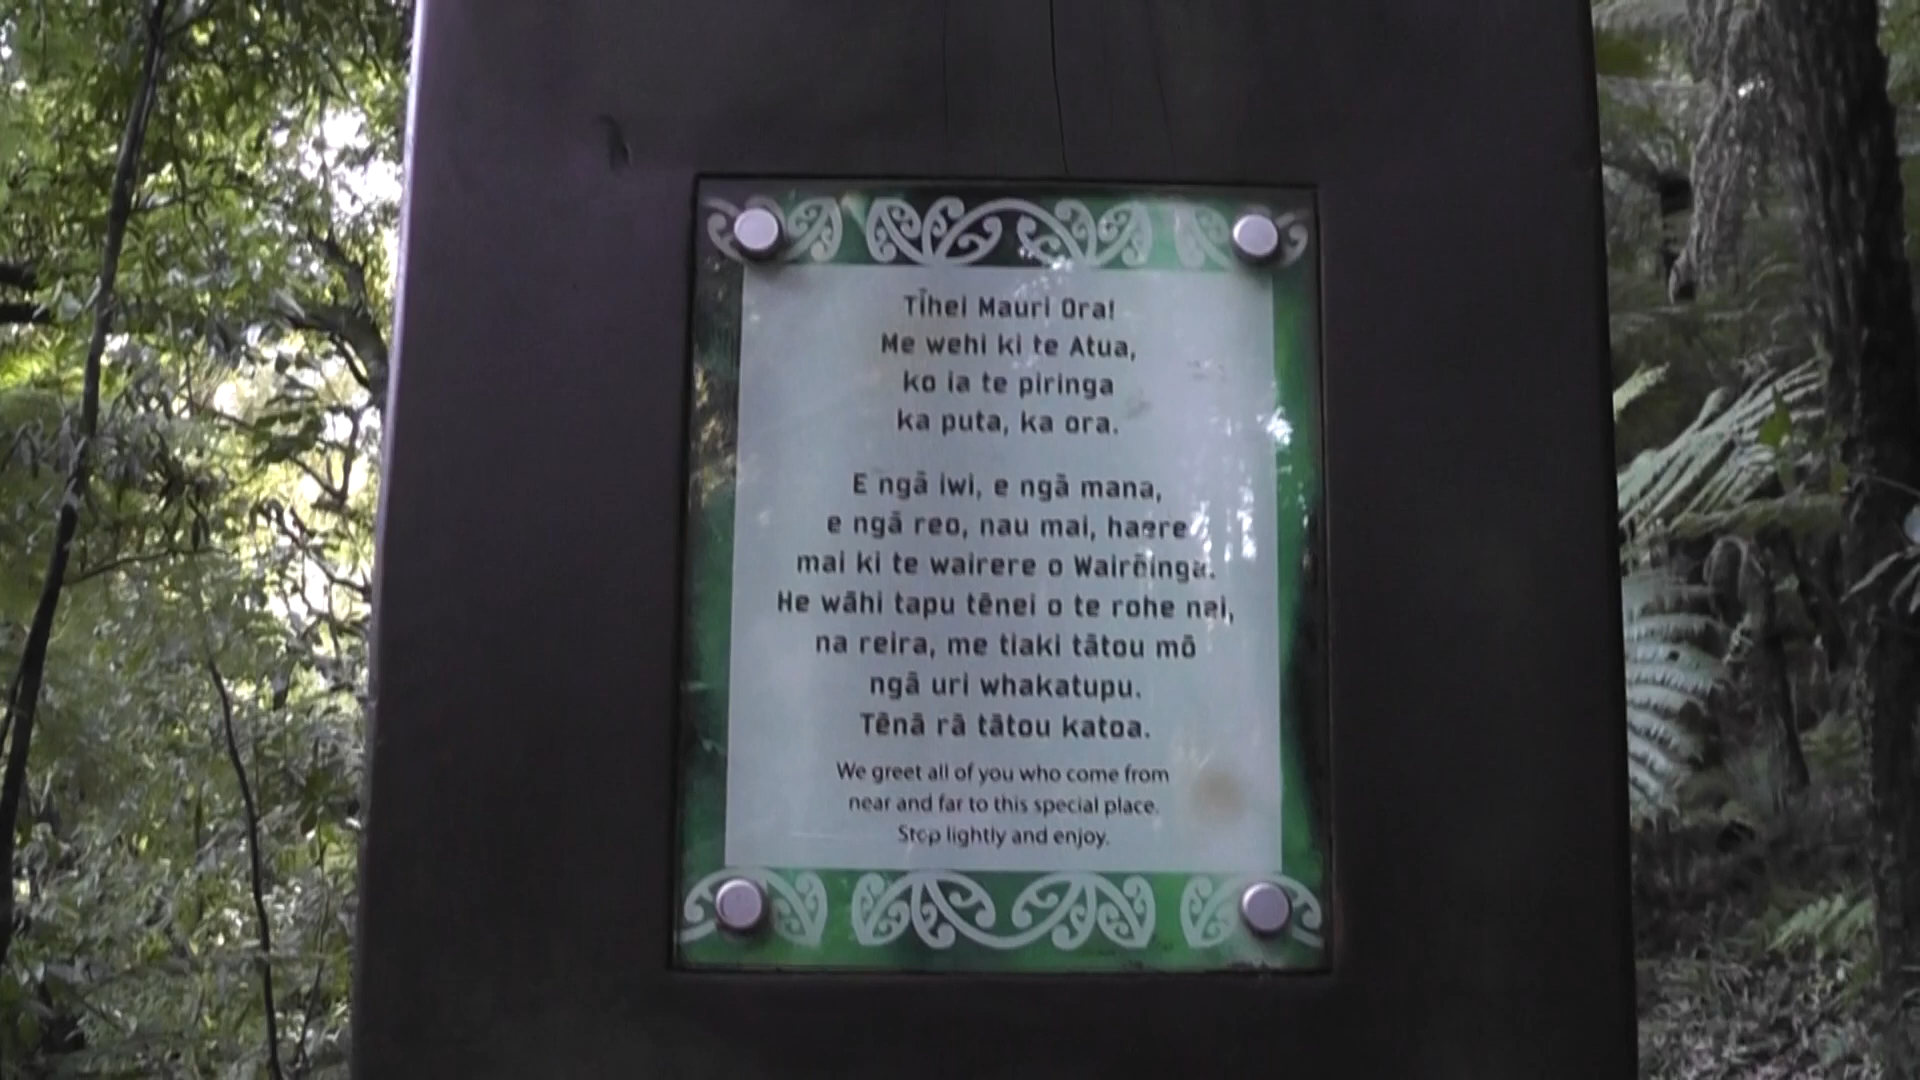 Tīhei Mauri Ora!
Me wehi ki te Atua,
ko ia te piringa
ka puta, ka ora.
E ngā iwi, e ngā mana,
e ngā reo, nau mai, haere
mai ki te wairere o Wairēinga.
He wāhi tapu tēnei o te rohe nei,
na reira, me tiaki tātou mō
ngā uri whakatupu.
Tēnā rā tātou katoa.
We greet all of you who come from
near and far to this special place.
Step lightly and enjoy.